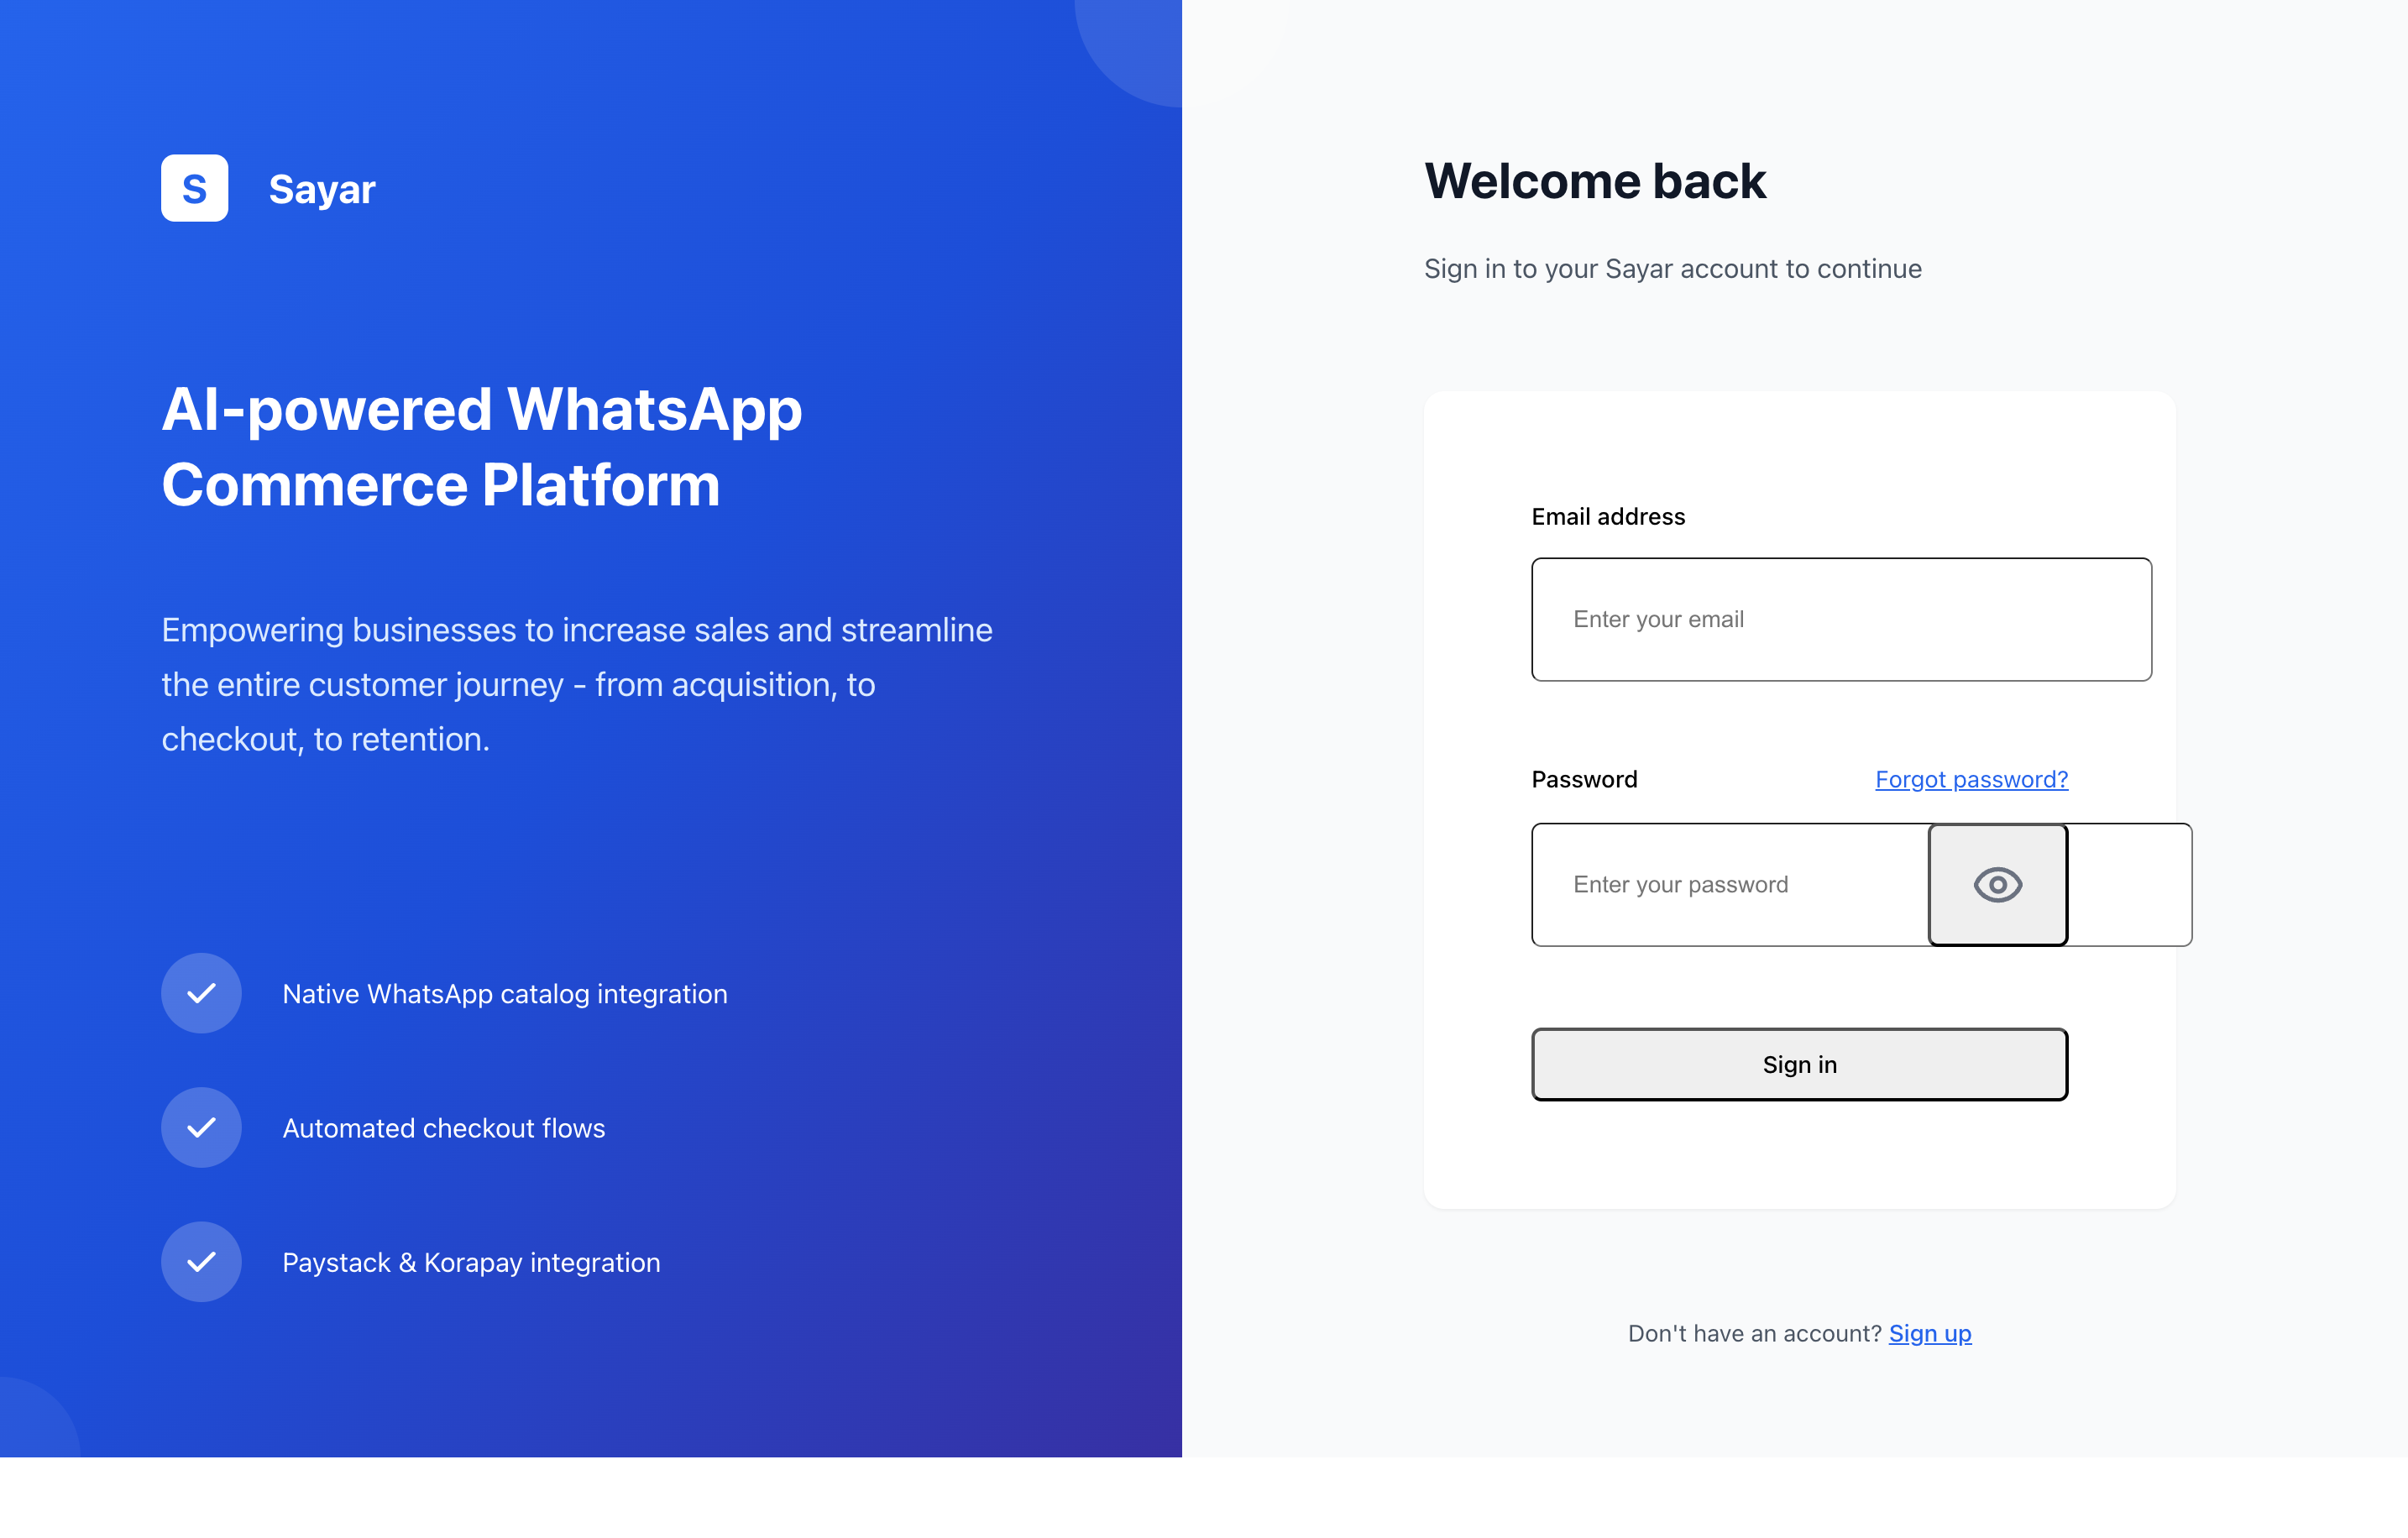 S
Sayar
AI-powered WhatsApp
Commerce Platform
Empowering businesses to increase sales and streamline
the entire customer journey - from acquisition, to
checkout, to retention.
Native WhatsApp catalog integration
Automated checkout flows
Paystack & Korapay integration
Welcome back
Sign in to your Sayar account to continue
Email address
Enter your email
Password
Forgot password?
Enter your password
Sign in
Don't have an account? Sign up